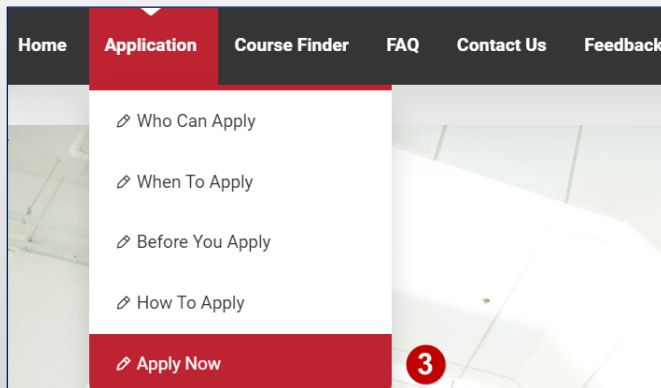 Home Application Course Finder FAQ Contact Us Feedback
Who Can Apply
When To Apply
Before You Apply
How To Apply
Apply Now 3